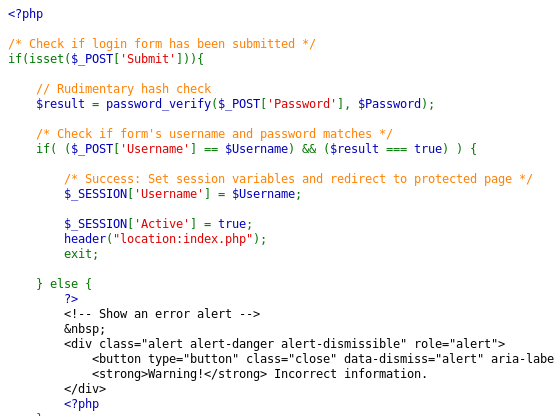 <?php
/* Check if login form has been submitted */
if(isset($_POST['Submit'])){
// Rudimentary hash check
$result = password_verify($_POST['Password'], $Password);
/* Check if form's username and password matches */
if( ($_POST['Username'] == $Username) && ($result === true) ) {
/* Success: Set session variables and redirect to protected page */
$_SESSION['Username'] = $Username;
$_SESSION['Active'] = true;
header("location:index.php");
exit;
} else {
?>
<!-- Show an error alert -->
&nbsp;
<div class="alert alert-danger alert-dismissible" role="alert">
<button type="button" class="close" data-dismiss="alert" aria-labe
<strong>Warning!</strong> Incorrect information.
</div>
<?php